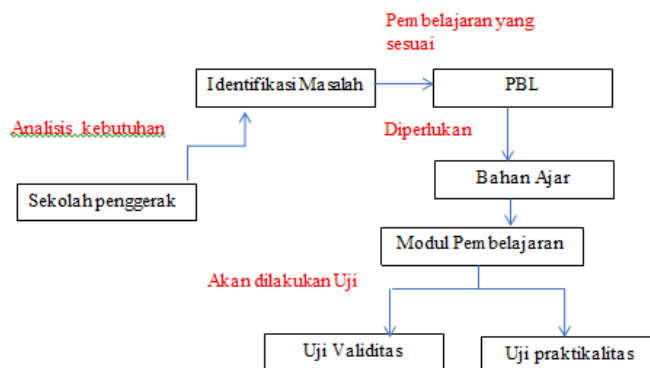 Pembelajaran yang
sesuai
Identifikasi Masalah
PBL
Analisis kebutuhan
Diperlukan
Sekolah penggerak
Bahan Ajar
Modul Pembelajaran
Akan dilakukan Uji
Uji Validitas
Uji praktikalitas